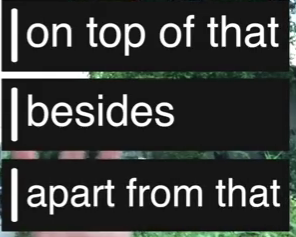 on top of that
besides
apart from that